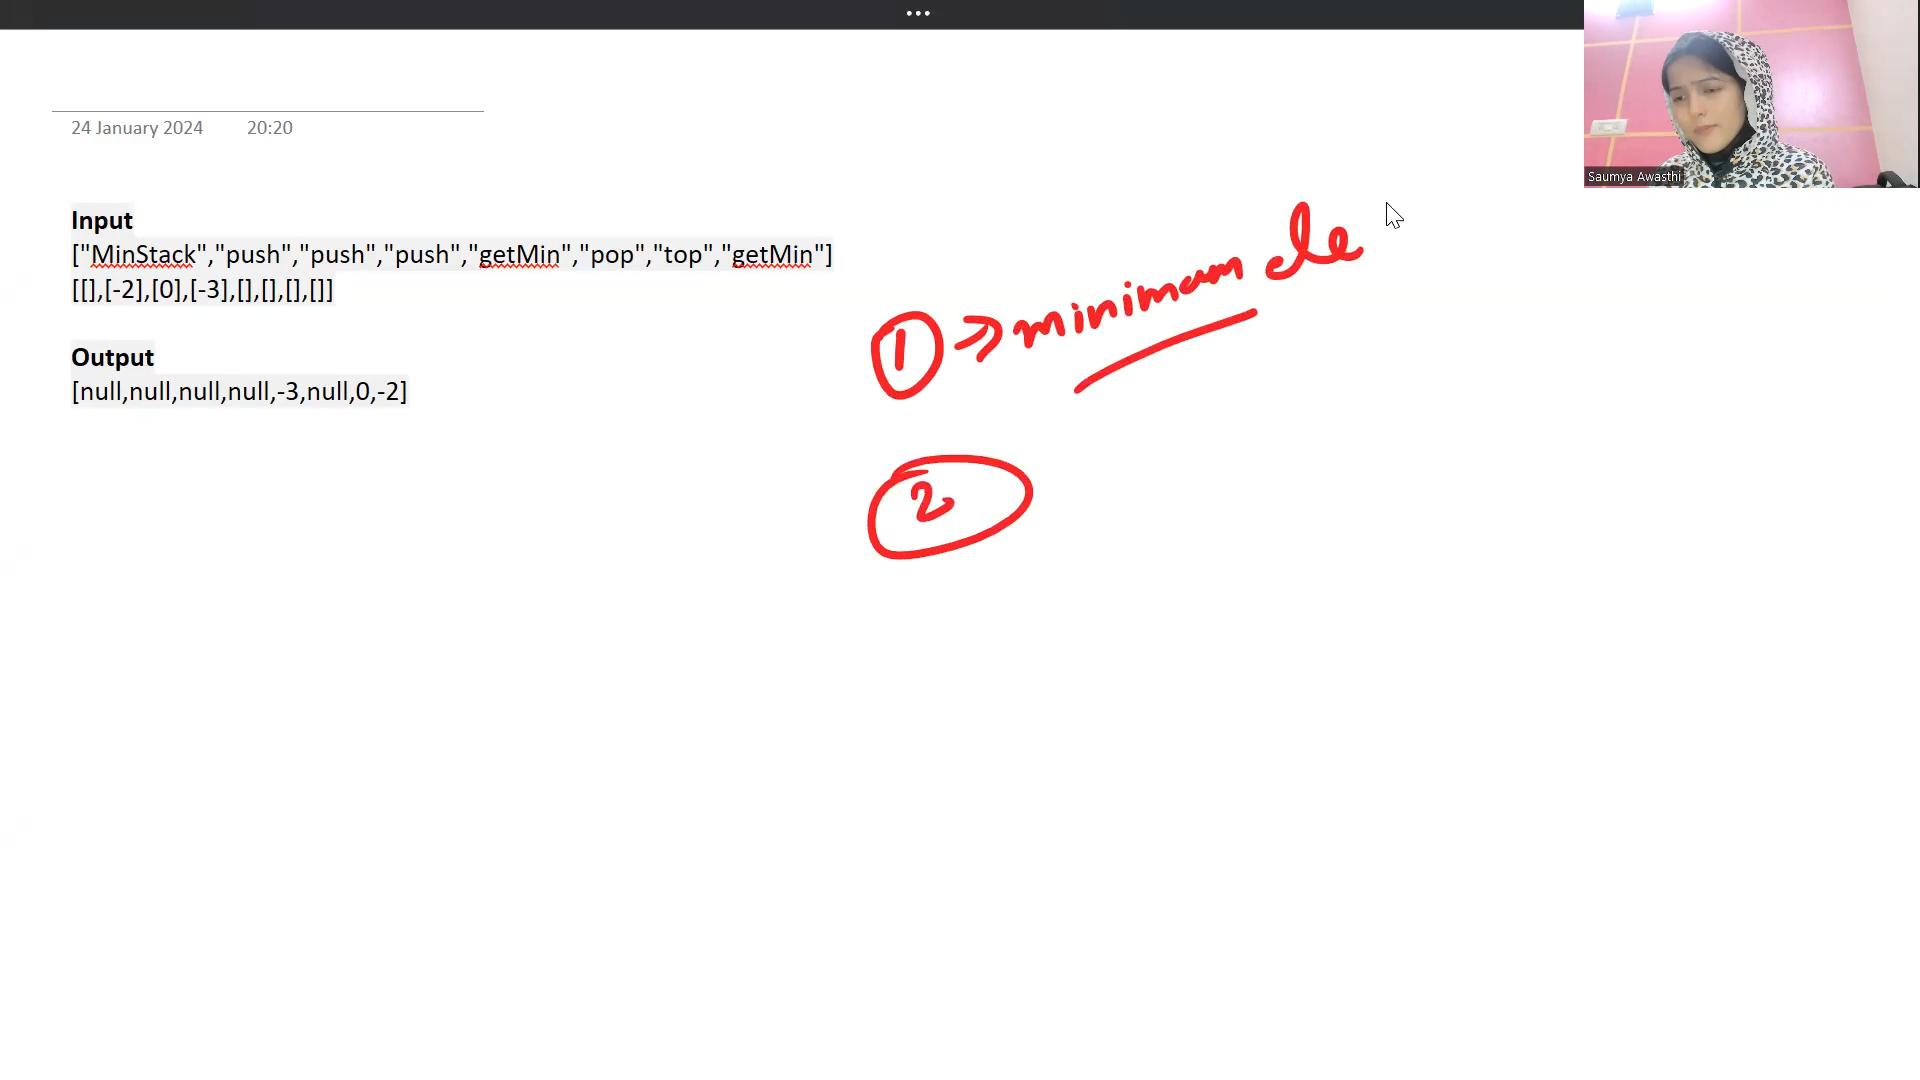 24 January 2024 20:20
Saumya Awasthi
Input
["MinStack","push","push","push","getMin","pop","top","getMin"]
[[],[-2],[0],[-3],[],[],[],[]]
Output
[null,null,null,null,-3,null,0,-2]
1 => minimum ele
2